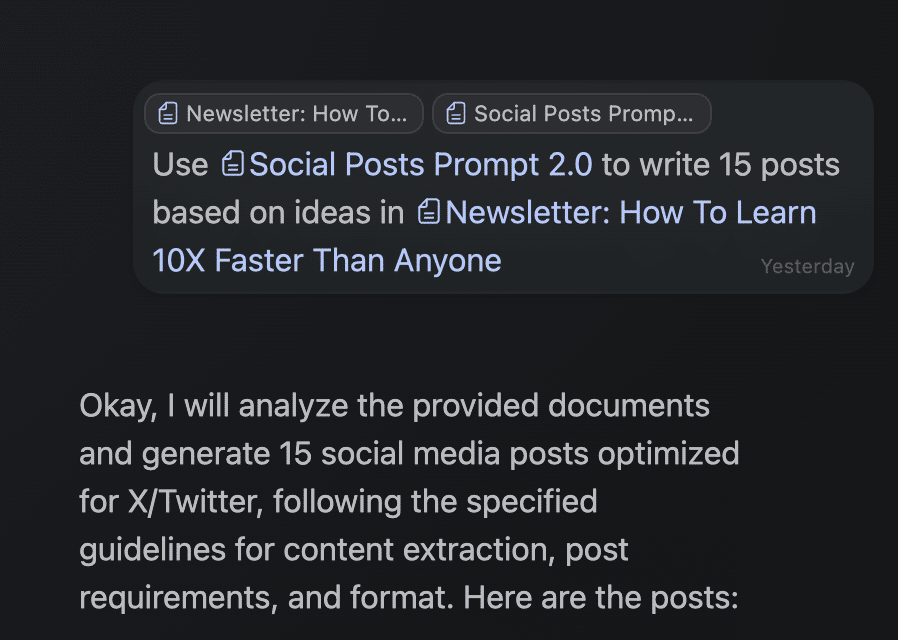 Newsletter: How To... Social Posts Promp...
Use Social Posts Prompt 2.0 to write 15 posts
based on ideas in Newsletter: How To Learn
10X Faster Than Anyone
Yesterday
Okay, I will analyze the provided documents
and generate 15 social media posts optimized
for X/Twitter, following the specified
guidelines for content extraction, post
requirements, and format. Here are the posts: